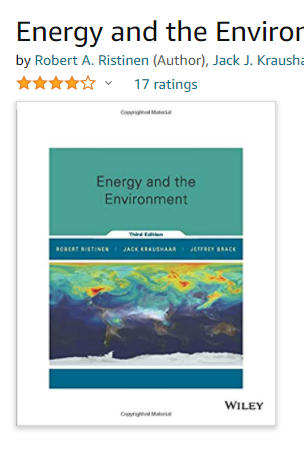 Energy and the Enviror
by Robert A. Ristinen (Author), Jack J. Krausha
17 ratings
Copyrighted Material
Energy and the
Environment
Third Edition
ROBERT RISTINEN | JACK KRAUSHAAR | JEFFREY BRACK
WILEY
Copyrighted Material